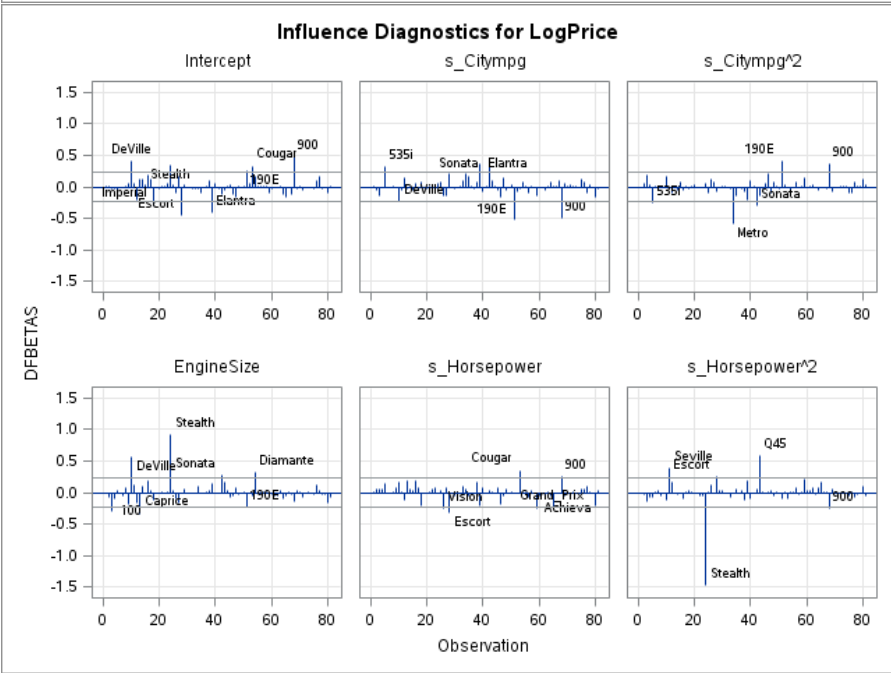 Influence Diagnostics for LogPrice
Intercept
s_Citympg
s_Citympg^2
1.5
1.0
0.5
0.0
-0.5
-1.0
-1.5
DeVille
Stealth
Imperial
Escort
Elantra
Cougar
190E
900
535i
DeVille
Sonata
Elantra
190E
900
190E
900
535i
Sonata
Metro
0 20 40 60 80
0 20 40 60 80
0 20 40 60 80
DFBETAS
EngineSize
s_Horsepower
s_Horsepower^2
1.5
1.0
0.5
0.0
-0.5
-1.0
-1.5
Stealth
DeVille
Sonata
Diamante
Caprice
100
190E
Cougar
900
Vision
Grand_Prix
Achieva
Escort
Q45
Seville
Escort
900
Stealth
0 20 40 60 80
0 20 40 60 80
0 20 40 60 80
Observation